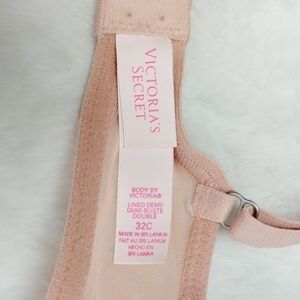 VICTORIA'S
SECRET
BODY BY
VICTORIA®
LINED DEMI/
DEMI-BUSTE
DOUBLÉ
32C
MADE IN SRI LANKA/
FAIT AU SRI LANKA/
HECHO EN
SRI LANKA